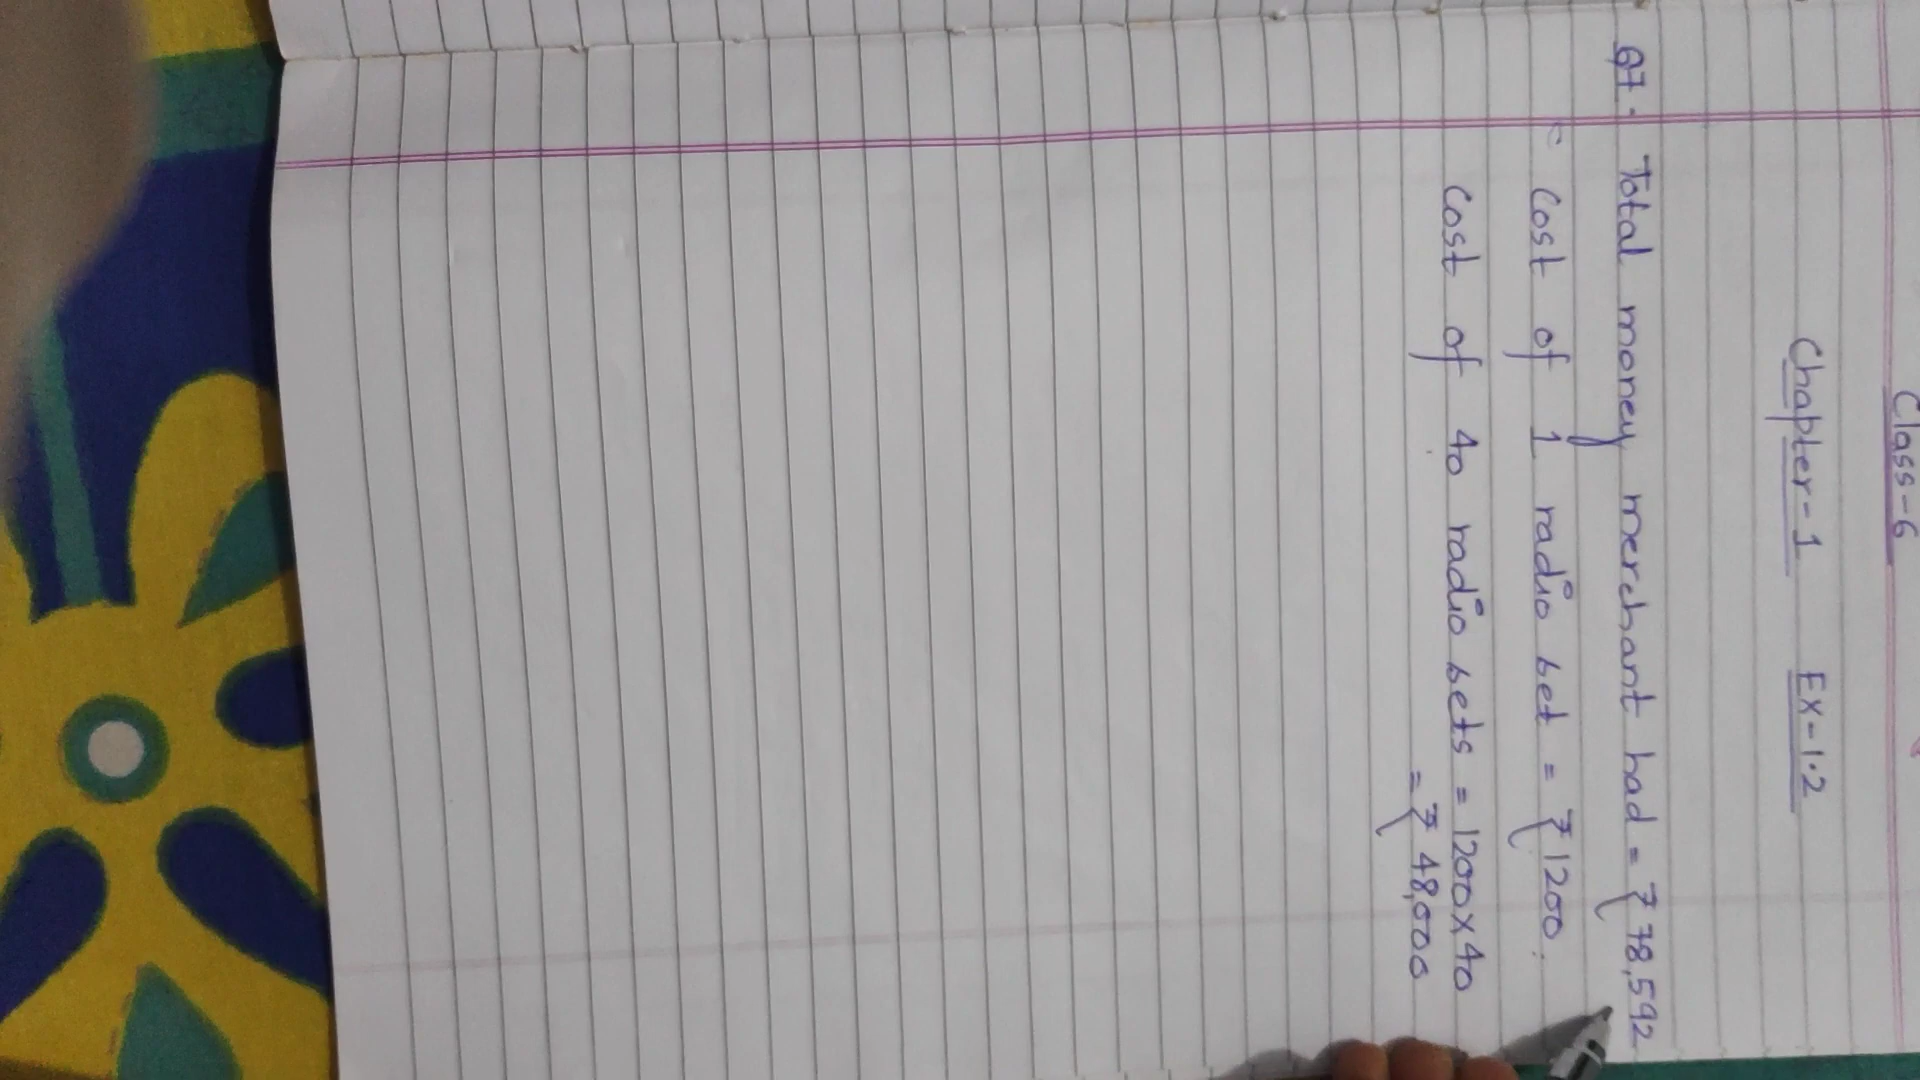 Class-6
Chapter-1 Ex-1.2
Q7. Total money merchant had = ₹ 78,592
Cost of 1 radio set = ₹ 1200.
Cost of 40 radio sets = 1200 x 40
= ₹ 48,000